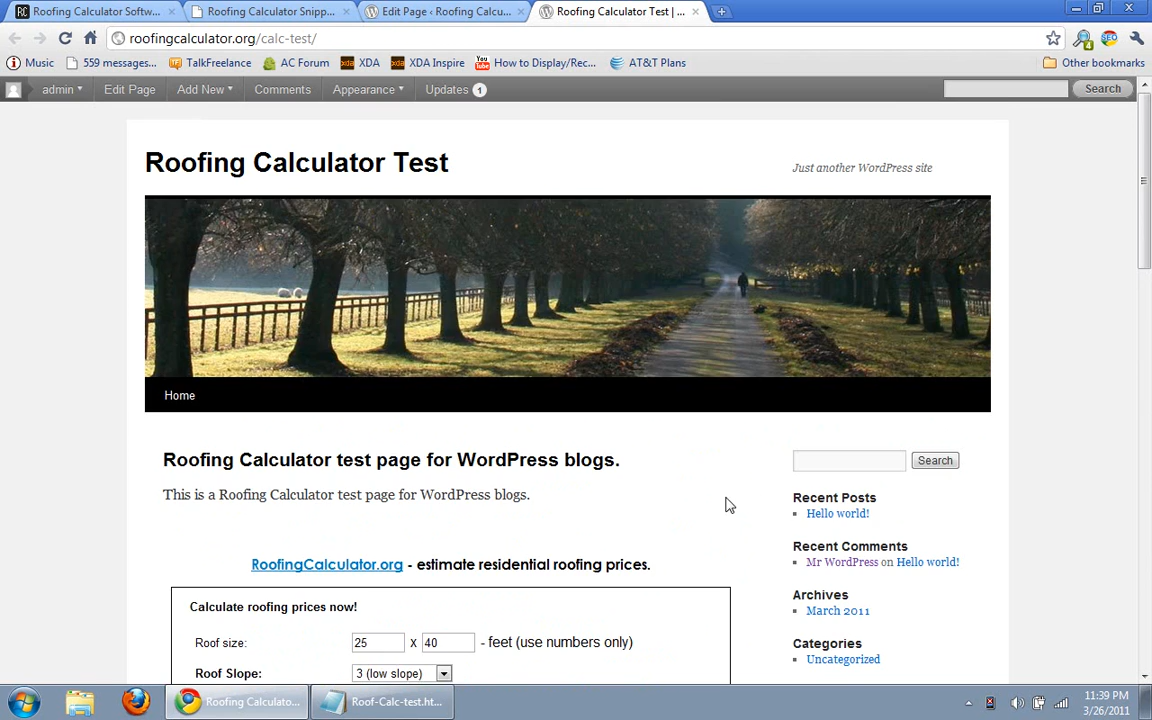 Roofing Calculator Softw...
Roofing Calculator Snipp...
Edit Page ‹ Roofing Calcu...
Roofing Calculator Test | ...
roofingcalculator.org/calc-test/
Music
559 messages...
TalkFreelance
AC Forum
XDA
XDA Inspire
How to Display/Rec...
AT&T Plans
Other bookmarks
admin
Edit Page
Add New
Comments
Appearance
Updates 1
Search
Roofing Calculator Test
Just another WordPress site
Home
Roofing Calculator test page for WordPress blogs.
This is a Roofing Calculator test page for WordPress blogs.
RoofingCalculator.org - estimate residential roofing prices.
Calculate roofing prices now!
Roof size: 25 x 40 - feet (use numbers only)
Roof Slope: 3 (low slope)
Search
Recent Posts
Hello world!
Recent Comments
Mr WordPress on Hello world!
Archives
March 2011
Categories
Uncategorized
Roofing Calculato...
Roof-Calc-test.ht...
11:39 PM
3/26/2011